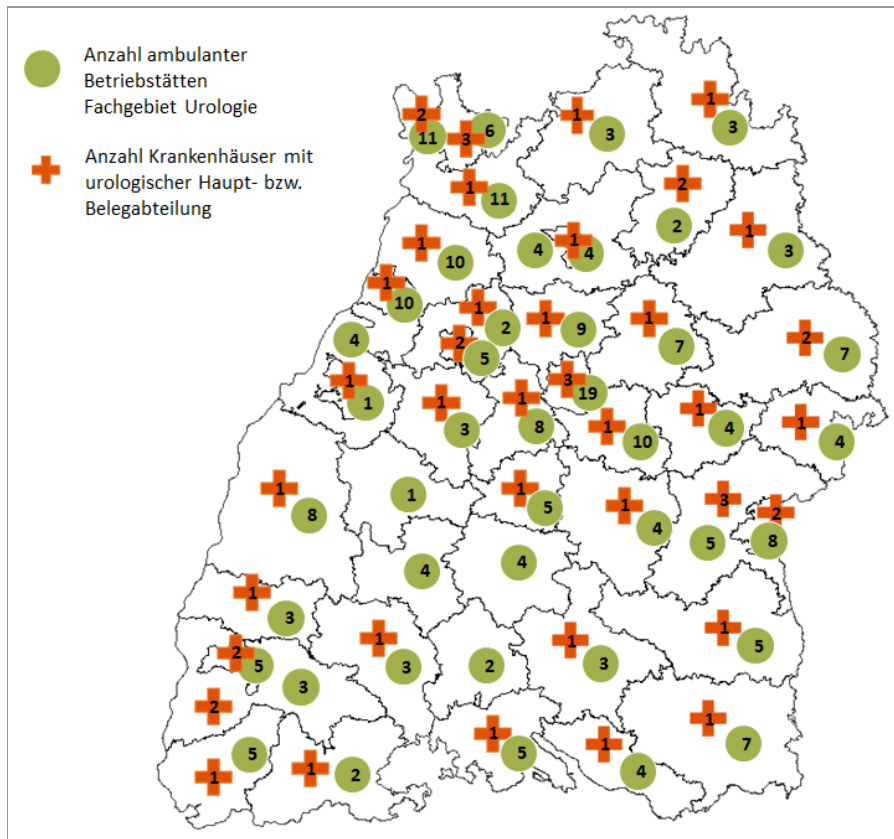 Anzahl ambulanter
Betriebstätten
Fachgebiet Urologie
Anzahl Krankenhäuser mit
urologischer Haupt- bzw.
Belegabteilung
2 11 3 6 1 3 1 3
1 11 2 2
1 10 4 1 4 1 3
1 10 1 2 1 9 1 7 2 7
4 2 5
1 1 1 3 1 8 3 19 1 10 1 4 1 4
1 8 1 1 5 1 4 3 5 2 8
4 4
1 3
2 5 3 1 3 2 1 3 1 5
2
5 1 1 2 1 5 1 4 1 7